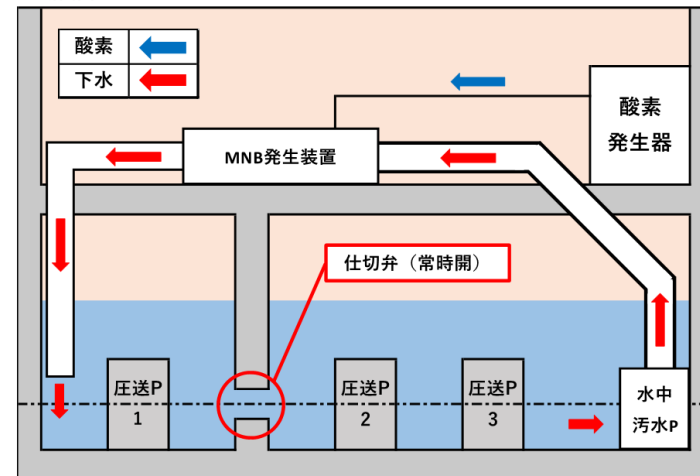 酸素
下水
酸素
発生器
MNB発生装置
仕切弁（常時開）
圧送P
1
圧送P
2
圧送P
3
水中
汚水P